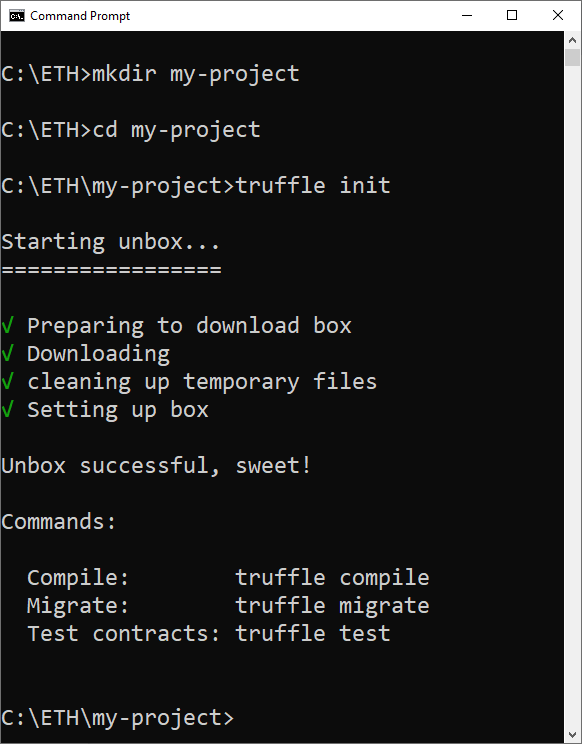 Command Prompt
C:\ETH>mkdir my-project
C:\ETH>cd my-project
C:\ETH\my-project>truffle init
Starting unbox...
=================
√ Preparing to download box
√ Downloading
√ cleaning up temporary files
√ Setting up box
Unbox successful, sweet!
Commands:
  Compile:        truffle compile
  Migrate:        truffle migrate
  Test contracts: truffle test
C:\ETH\my-project>